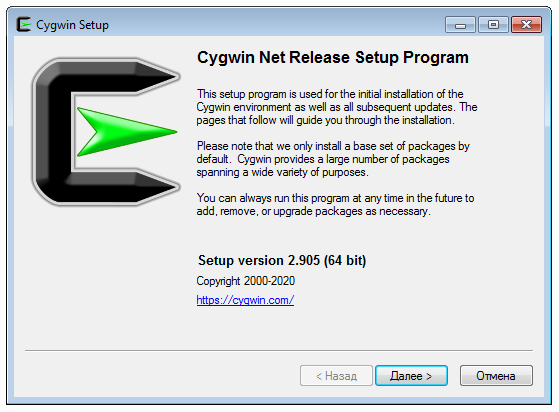 Cygwin Setup
Cygwin Net Release Setup Program
This setup program is used for the initial installation of the
Cygwin environment as well as all subsequent updates. The
pages that follow will guide you through the installation.
Please note that we only install a base set of packages by
default. Cygwin provides a large number of packages
spanning a wide variety of purposes.
You can always run this program at any time in the future to
add, remove, or upgrade packages as necessary.
Setup version 2.905 (64 bit)
Copyright 2000-2020
https://cygwin.com/
< Назад
Далее >
Отмена